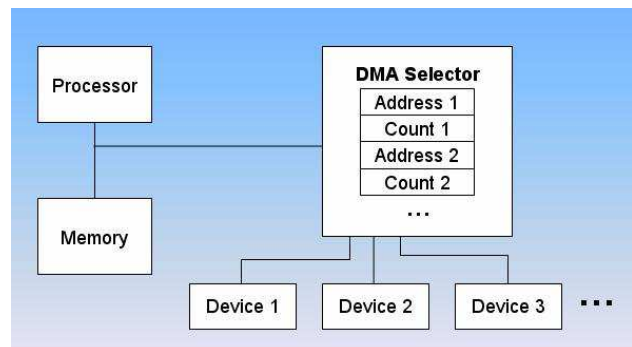 Processor
DMA Selector
Address 1
Count 1
Address 2
Count 2
...
Memory
Device 1
Device 2
Device 3
...